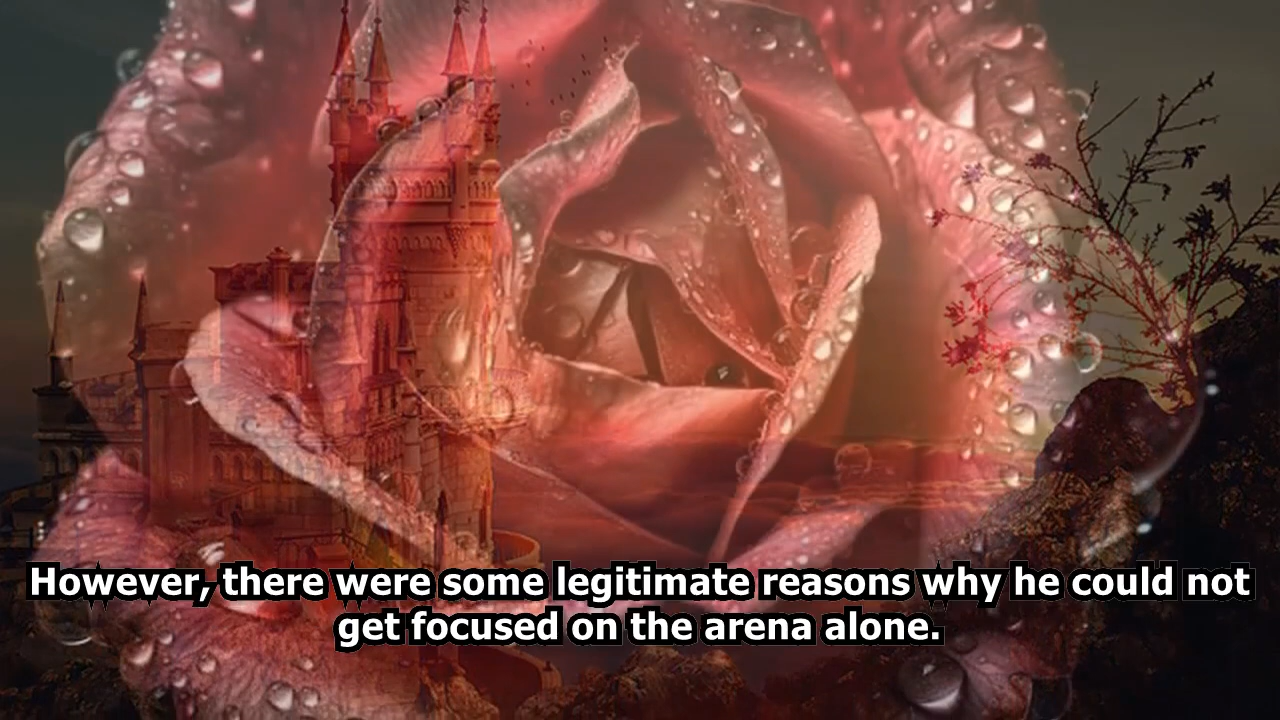 However, there were some legitimate reasons why he could not
get focused on the arena alone.